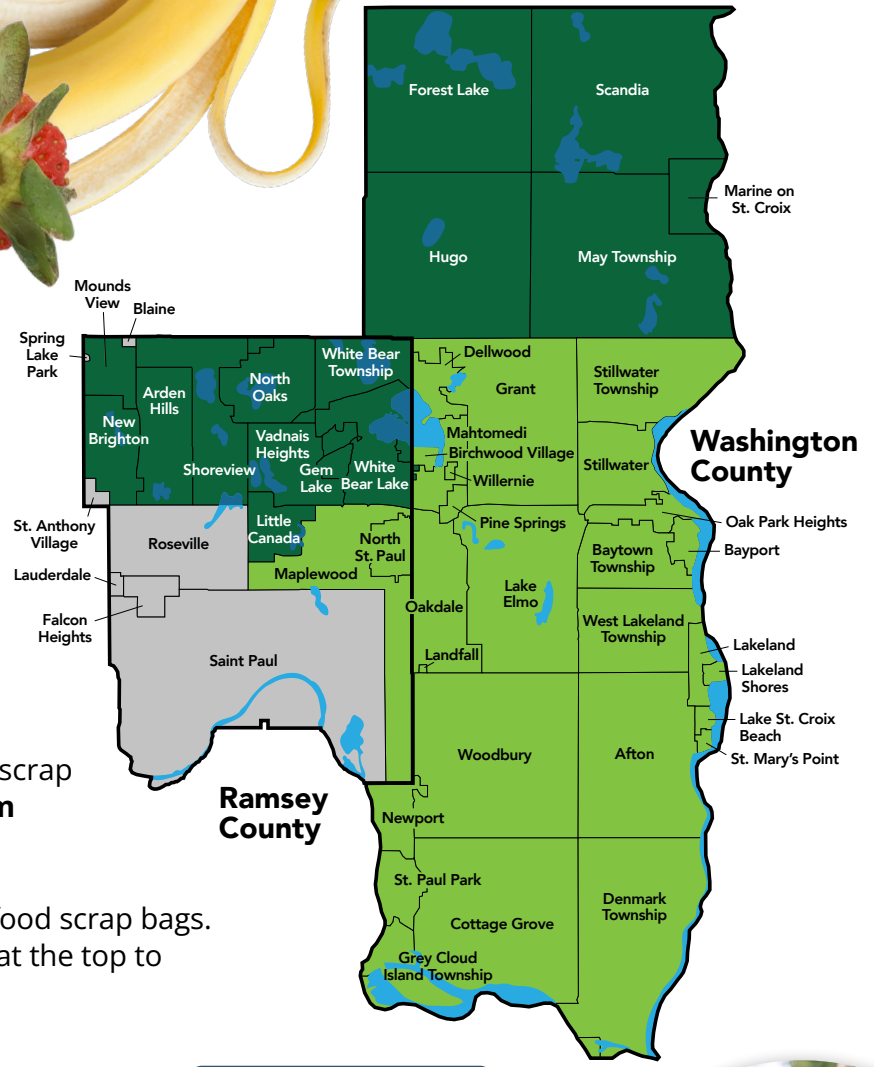 Forest Lake
Scandia
Marine on
St. Croix
Hugo
May Township
Mounds
View
Blaine
Spring
Lake
Park
White Bear
Township
North
Oaks
Arden
Hills
New
Brighton
Vadnais
Heights
Shoreview
Gem
Lake
White
Bear Lake
Little
Canada
St. Anthony
Village
Roseville
North
St. Paul
Maplewood
Lauderdale
Falcon
Heights
Saint Paul
Dellwood
Grant
Stillwater
Township
Mahtomedi
Birchwood Village
Willernie
Stillwater
Washington
County
Pine Springs
Oak Park Heights
Baytown
Township
Bayport
Lake
Elmo
Oakdale
West Lakeland
Township
Landfall
Lakeland
Lakeland
Shores
Lake St. Croix
Beach
St. Mary's Point
Woodbury
Afton
Ramsey
County
Newport
St. Paul Park
Cottage Grove
Denmark
Township
Grey Cloud
Island Township
scrap
m
ood scrap bags.
at the top to